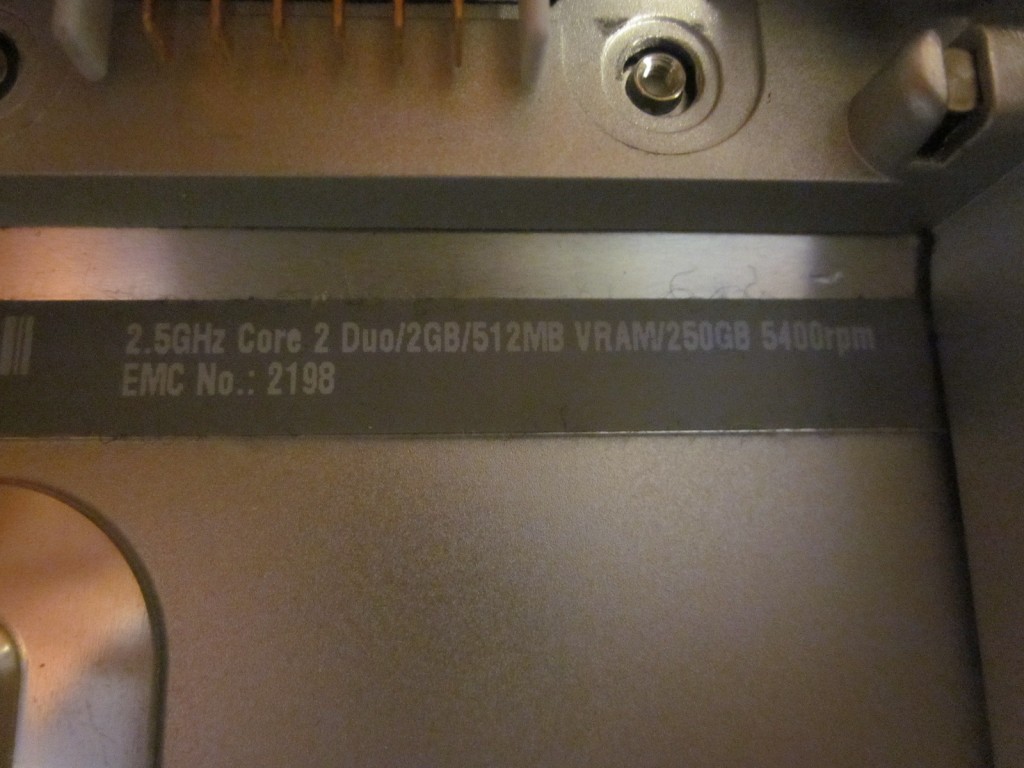 2.5GHz Core 2 Duo/2GB/512MB VRAM/250GB 5400rpm
EMC No.: 2198